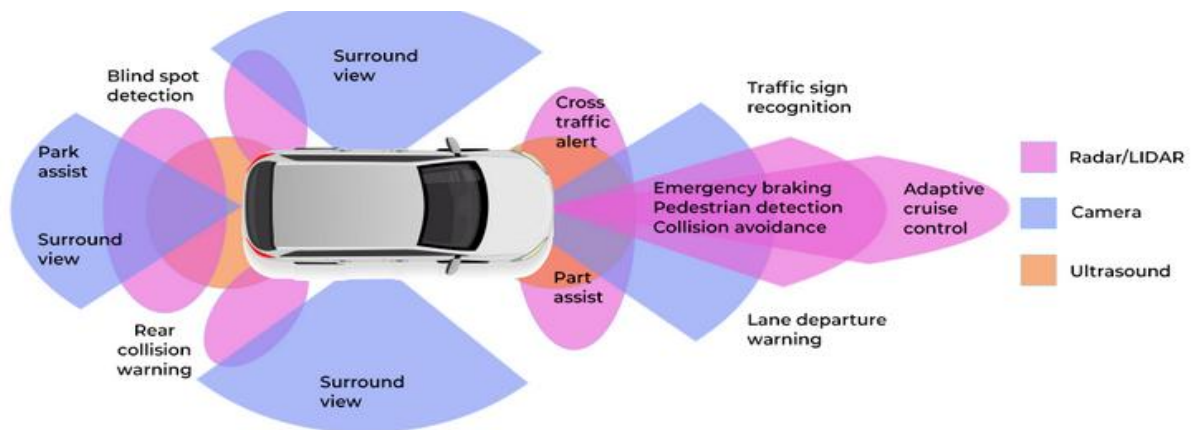 Surround
view
Blind spot
detection
Traffic sign
recognition
Cross
traffic
alert
Park
assist
Radar/LIDAR
Emergency braking
Pedestrian detection
Collision avoidance
Adaptive
cruise
control
Camera
Surround
view
Ultrasound
Part
assist
Rear
collision
warning
Lane departure
warning
Surround
view